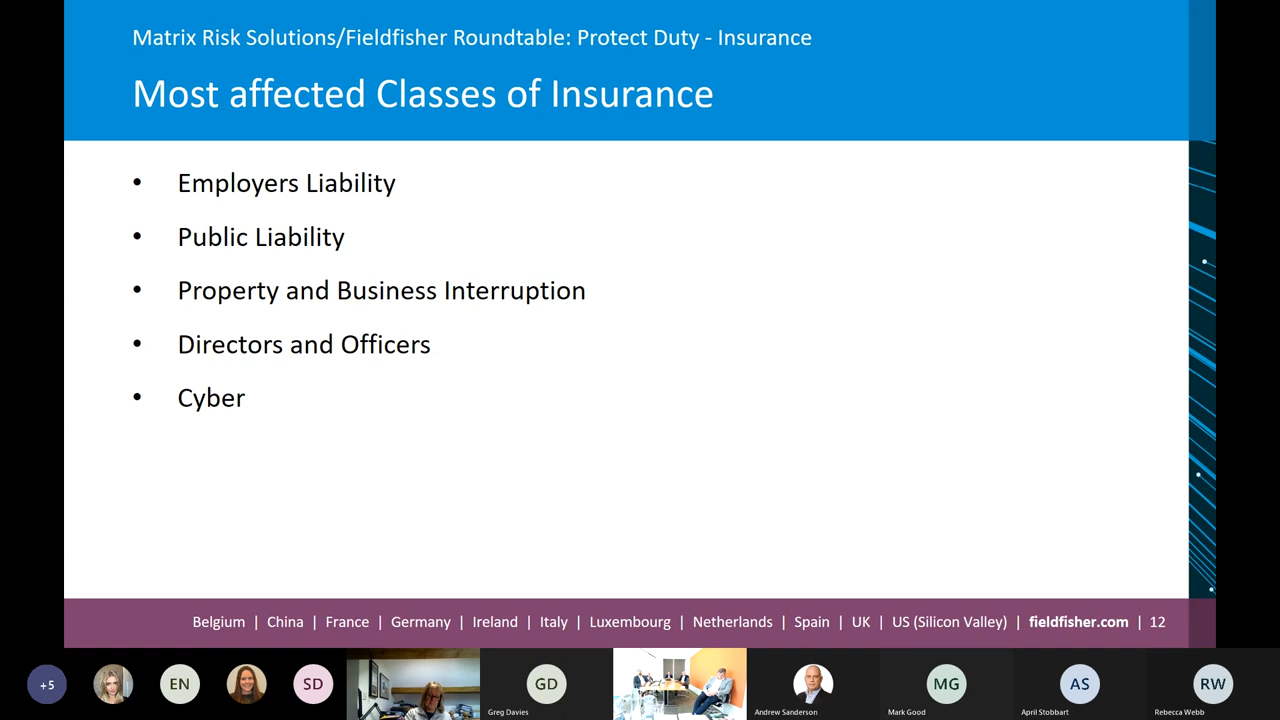 Matrix Risk Solutions/Fieldfisher Roundtable: Protect Duty - Insurance
Most affected Classes of Insurance
• Employers Liability
• Public Liability
• Property and Business Interruption
• Directors and Officers
• Cyber
Belgium | China | France | Germany | Ireland | Italy | Luxembourg | Netherlands | Spain | UK | US (Silicon Valley) | fieldfisher.com | 12
+5
EN
SD
GD
MG
AS
RW
Greg Davies
Andrew Sanderson
Mark Good
April Stobbart
Rebecca Webb